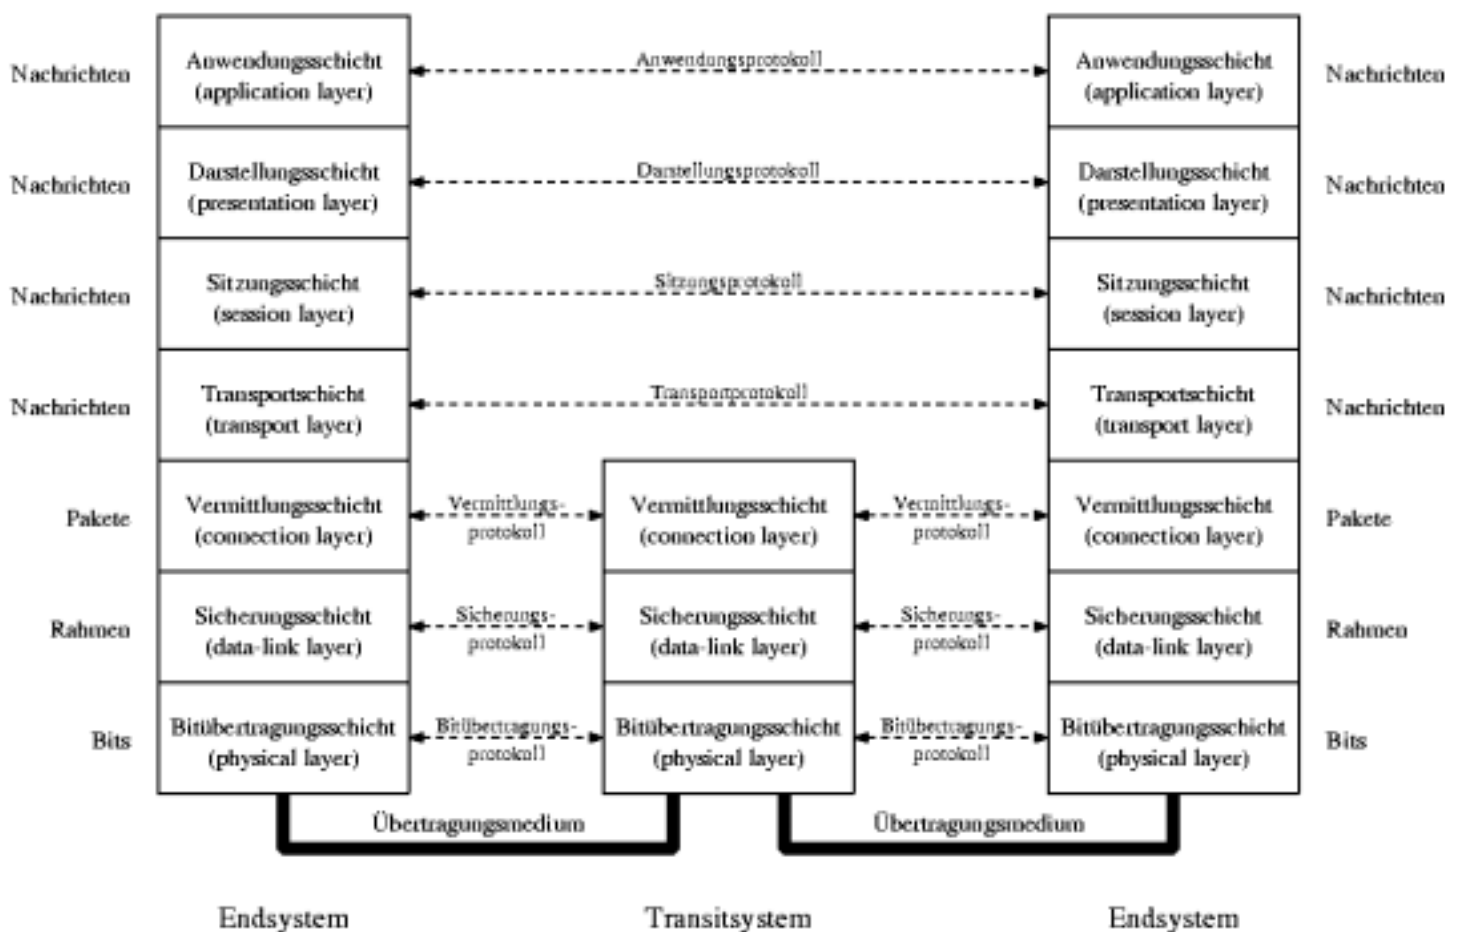 Nachrichten
Anwendungsschicht
(application layer)
Anwendungsprotokoll
Anwendungsschicht
(application layer)
Nachrichten
Nachrichten
Darstellungsschicht
(presentation layer)
Darstellungsprotokoll
Darstellungsschicht
(presentation layer)
Nachrichten
Nachrichten
Sitzungsschicht
(session layer)
Sitzungsprotokoll
Sitzungsschicht
(session layer)
Nachrichten
Nachrichten
Transportschicht
(transport layer)
Transportprotokoll
Transportschicht
(transport layer)
Nachrichten
Pakete
Vermittlungsschicht
(connection layer)
Vermittlungs-
protokoll
Vermittlungsschicht
(connection layer)
Vermittlungs-
protokoll
Vermittlungsschicht
(connection layer)
Pakete
Rahmen
Sicherungsschicht
(data-link layer)
Sicherungs-
protokoll
Sicherungsschicht
(data-link layer)
Sicherungs-
protokoll
Sicherungsschicht
(data-link layer)
Rahmen
Bits
Bitübertragungsschicht
(physical layer)
Bitübertragungs-
protokoll
Bitübertragungsschicht
(physical layer)
Bitübertragungs-
protokoll
Bitübertragungsschicht
(physical layer)
Bits
Übertragungsmedium
Übertragungsmedium
Endsystem
Transitsystem
Endsystem